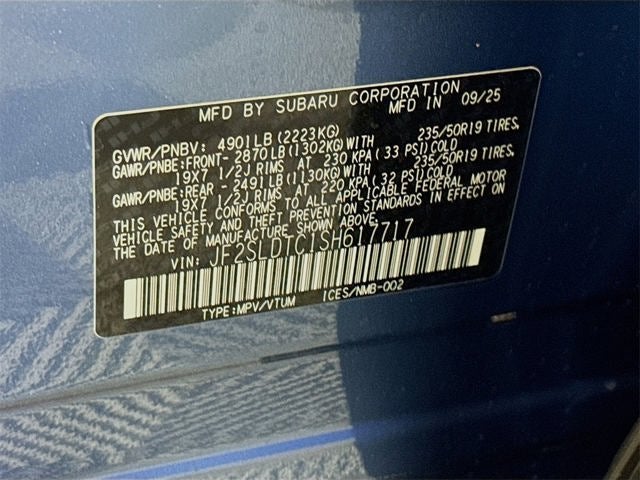 MFD BY SUBARU CORPORATION
MFD IN 09/25
GVWR/PNBV: 4901LB (2223KG)
GAWR/PNBE:FRONT- 2870LB (1302KG)WITH 235/50R19 TIRES,
19X7 1/2J RIMS AT 230 KPA (33 PSI)COLD
GAWR/PNBE:REAR - 2491LB (1130KG)WITH 235/50R19 TIRES,
19X7 1/2J RIMS AT 220 KPA (32 PSI)COLD
THIS VEHICLE CONFORMS TO ALL APPLICABLE FEDERAL MOTOR
VEHICLE SAFETY AND THEFT PREVENTION STANDARDS IN EFFECT ON
THE DATE OF MANUFACTURE SHOWN ABOVE.
VIN: JF2SLDTC1SH617717
TYPE:MPV/VTUM ICES/NMB-002